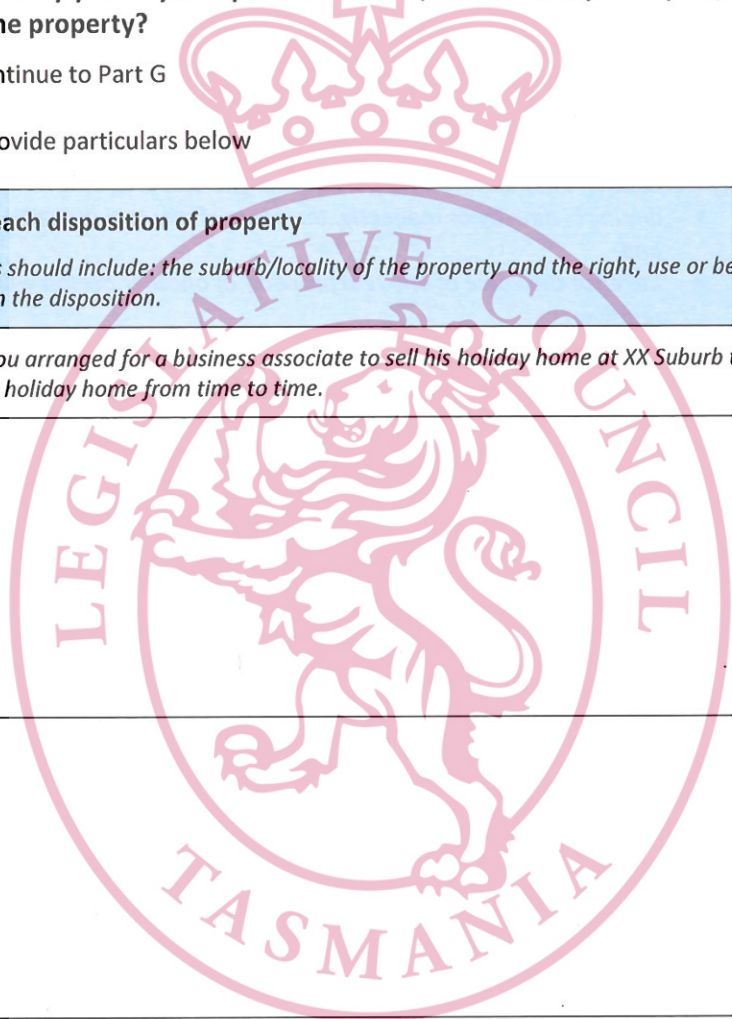 he property?
ntinue to Part G
ovide particulars below
each disposition of property
s should include: the suburb/locality of the property and the right, use or be
n the disposition.
ou arranged for a business associate to sell his holiday home at XX Suburb t
holiday home from time to time.
LEGISLATIVE COUNCIL
TASMANIA